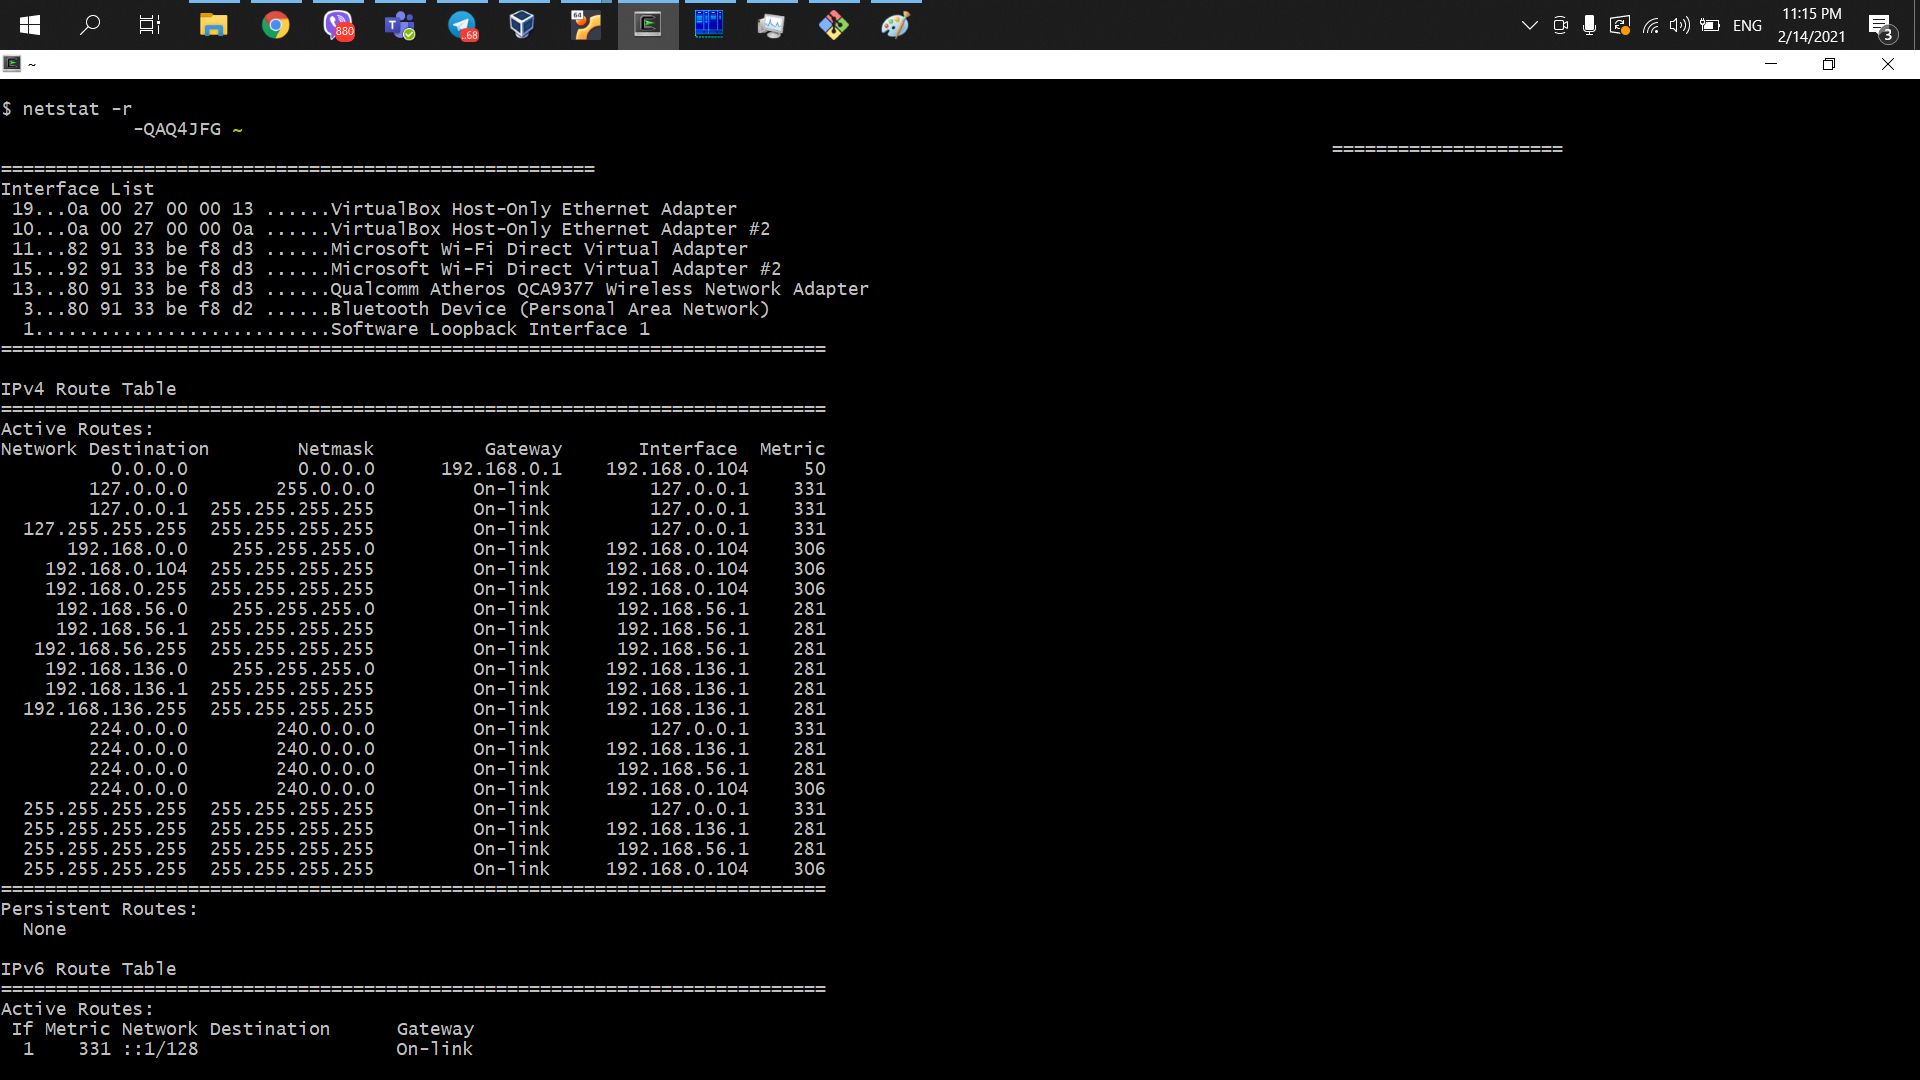 880
68
64
ENG
11:15 PM
2/14/2021
3
~
$ netstat -r
-QAQ4JFG ~
=====================
======================================================
Interface List
19...0a 00 27 00 00 13 ......VirtualBox Host-Only Ethernet Adapter
10...0a 00 27 00 00 0a ......VirtualBox Host-Only Ethernet Adapter #2
11...82 91 33 be f8 d3 ......Microsoft Wi-Fi Direct Virtual Adapter
15...92 91 33 be f8 d3 ......Microsoft Wi-Fi Direct Virtual Adapter #2
13...80 91 33 be f8 d3 ......Qualcomm Atheros QCA9377 Wireless Network Adapter
3...80 91 33 be f8 d2 ......Bluetooth Device (Personal Area Network)
1...........................Software Loopback Interface 1
===========================================================================
IPv4 Route Table
===========================================================================
Active Routes:
Network Destination        Netmask          Gateway       Interface  Metric
0.0.0.0          0.0.0.0      192.168.0.1    192.168.0.104     50
127.0.0.0        255.0.0.0         On-link         127.0.0.1    331
127.0.0.1  255.255.255.255         On-link         127.0.0.1    331
127.255.255.255  255.255.255.255         On-link         127.0.0.1    331
192.168.0.0    255.255.255.0         On-link     192.168.0.104    306
192.168.0.104  255.255.255.255         On-link     192.168.0.104    306
192.168.0.255  255.255.255.255         On-link     192.168.0.104    306
192.168.56.0    255.255.255.0         On-link      192.168.56.1    281
192.168.56.1  255.255.255.255         On-link      192.168.56.1    281
192.168.56.255  255.255.255.255         On-link      192.168.56.1    281
192.168.136.0    255.255.255.0         On-link     192.168.136.1    281
192.168.136.1  255.255.255.255         On-link     192.168.136.1    281
192.168.136.255  255.255.255.255         On-link     192.168.136.1    281
224.0.0.0        240.0.0.0         On-link         127.0.0.1    331
224.0.0.0        240.0.0.0         On-link     192.168.136.1    281
224.0.0.0        240.0.0.0         On-link      192.168.56.1    281
224.0.0.0        240.0.0.0         On-link     192.168.0.104    306
255.255.255.255  255.255.255.255         On-link         127.0.0.1    331
255.255.255.255  255.255.255.255         On-link     192.168.136.1    281
255.255.255.255  255.255.255.255         On-link      192.168.56.1    281
255.255.255.255  255.255.255.255         On-link     192.168.0.104    306
===========================================================================
Persistent Routes:
None
IPv6 Route Table
===========================================================================
Active Routes:
If Metric Network Destination      Gateway
1    331 ::1/128                  On-link